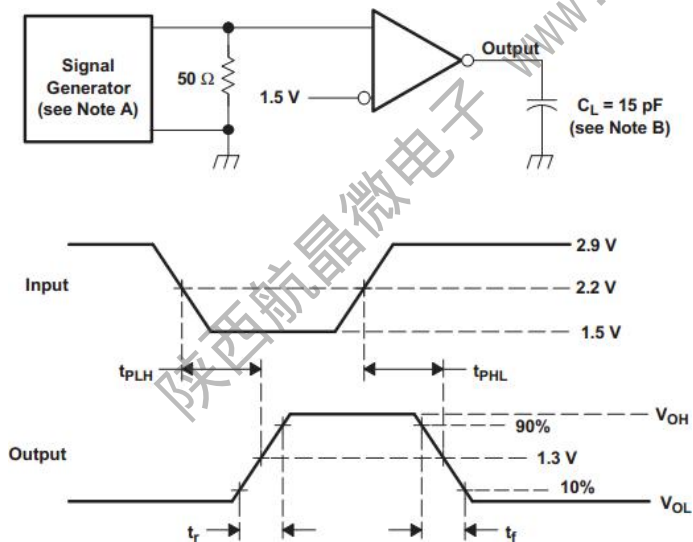 Signal
Generator
(see Note A)
50 Ω
1.5 V
Output
C_L = 15 pF
(see Note B)
Input
2.9 V
2.2 V
1.5 V
t_PLH
t_PHL
Output
V_OH
90%
1.3 V
10%
V_OL
t_r
t_f
陕西航晶微电子 www.